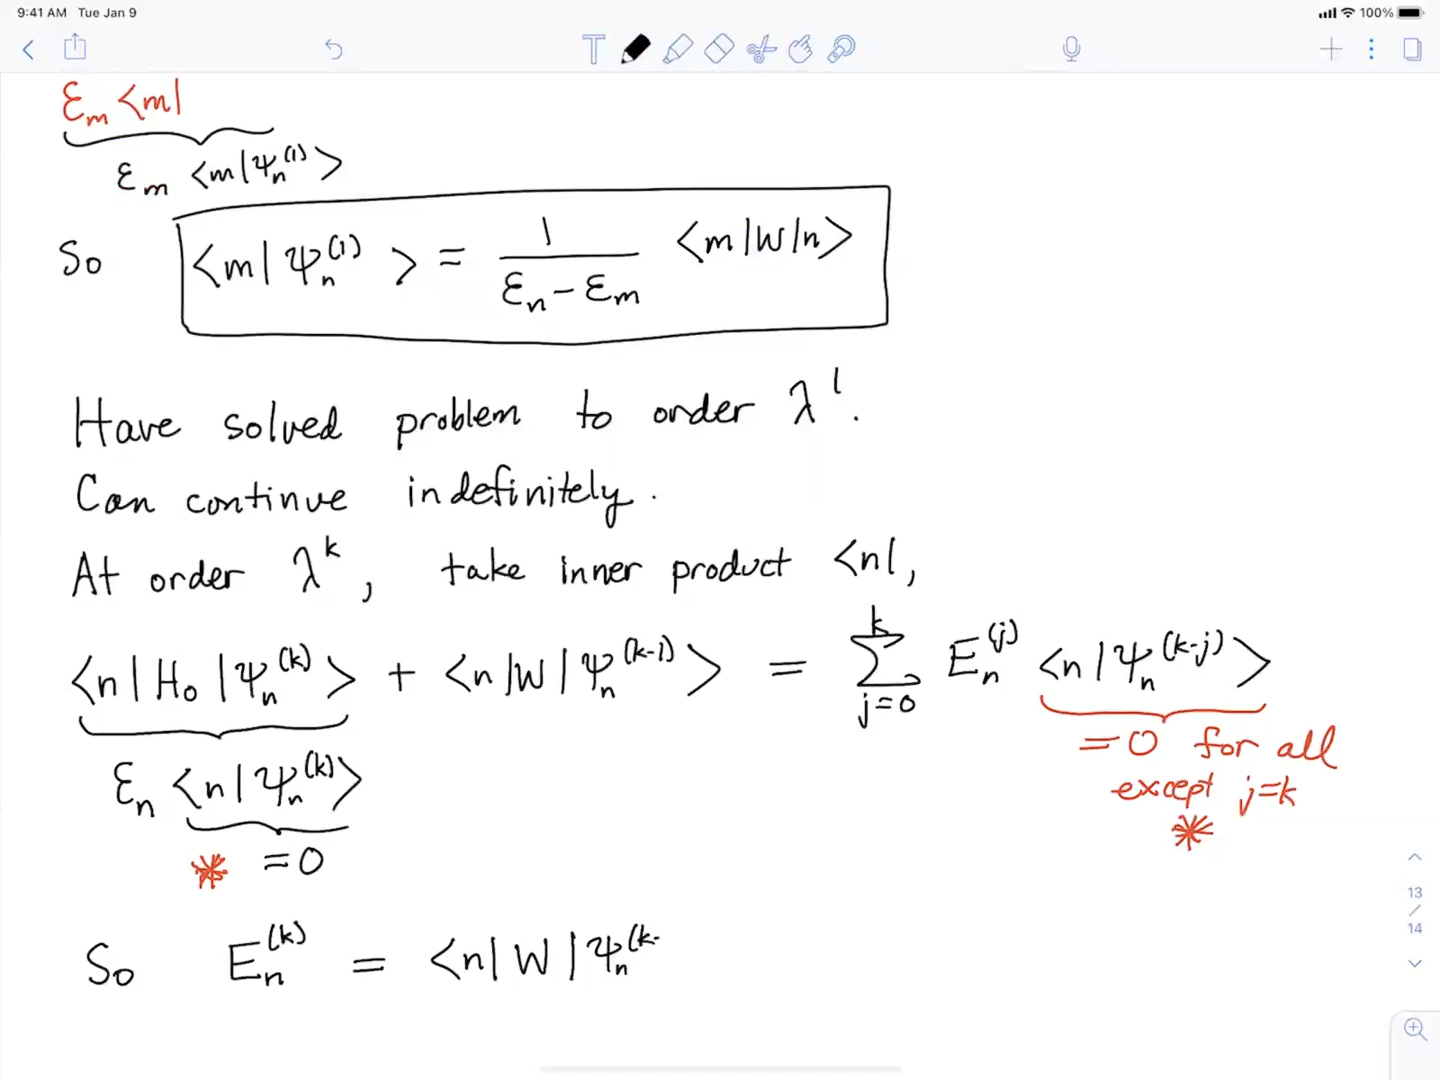 9:41 AM Tue Jan 9
100%
T
ε_m <m|
ε_m <m|ψ_n^(1)>
So <m|ψ_n^(1)> = 1/(ε_n - ε_m) <m|W|n>
Have solved problem to order λ^1.
Can continue indefinitely.
At order λ^k, take inner product <n|,
<n|H_0|ψ_n^(k)> + <n|W|ψ_n^(k-1)> = Σ_{j=0}^{k} E_n^(j) <n|ψ_n^(k-j)>
= 0 for all
except j=k
*
ε_n <n|ψ_n^(k)>
* = 0
So E_n^(k) = <n|W|ψ_n^(k-
13
/
14